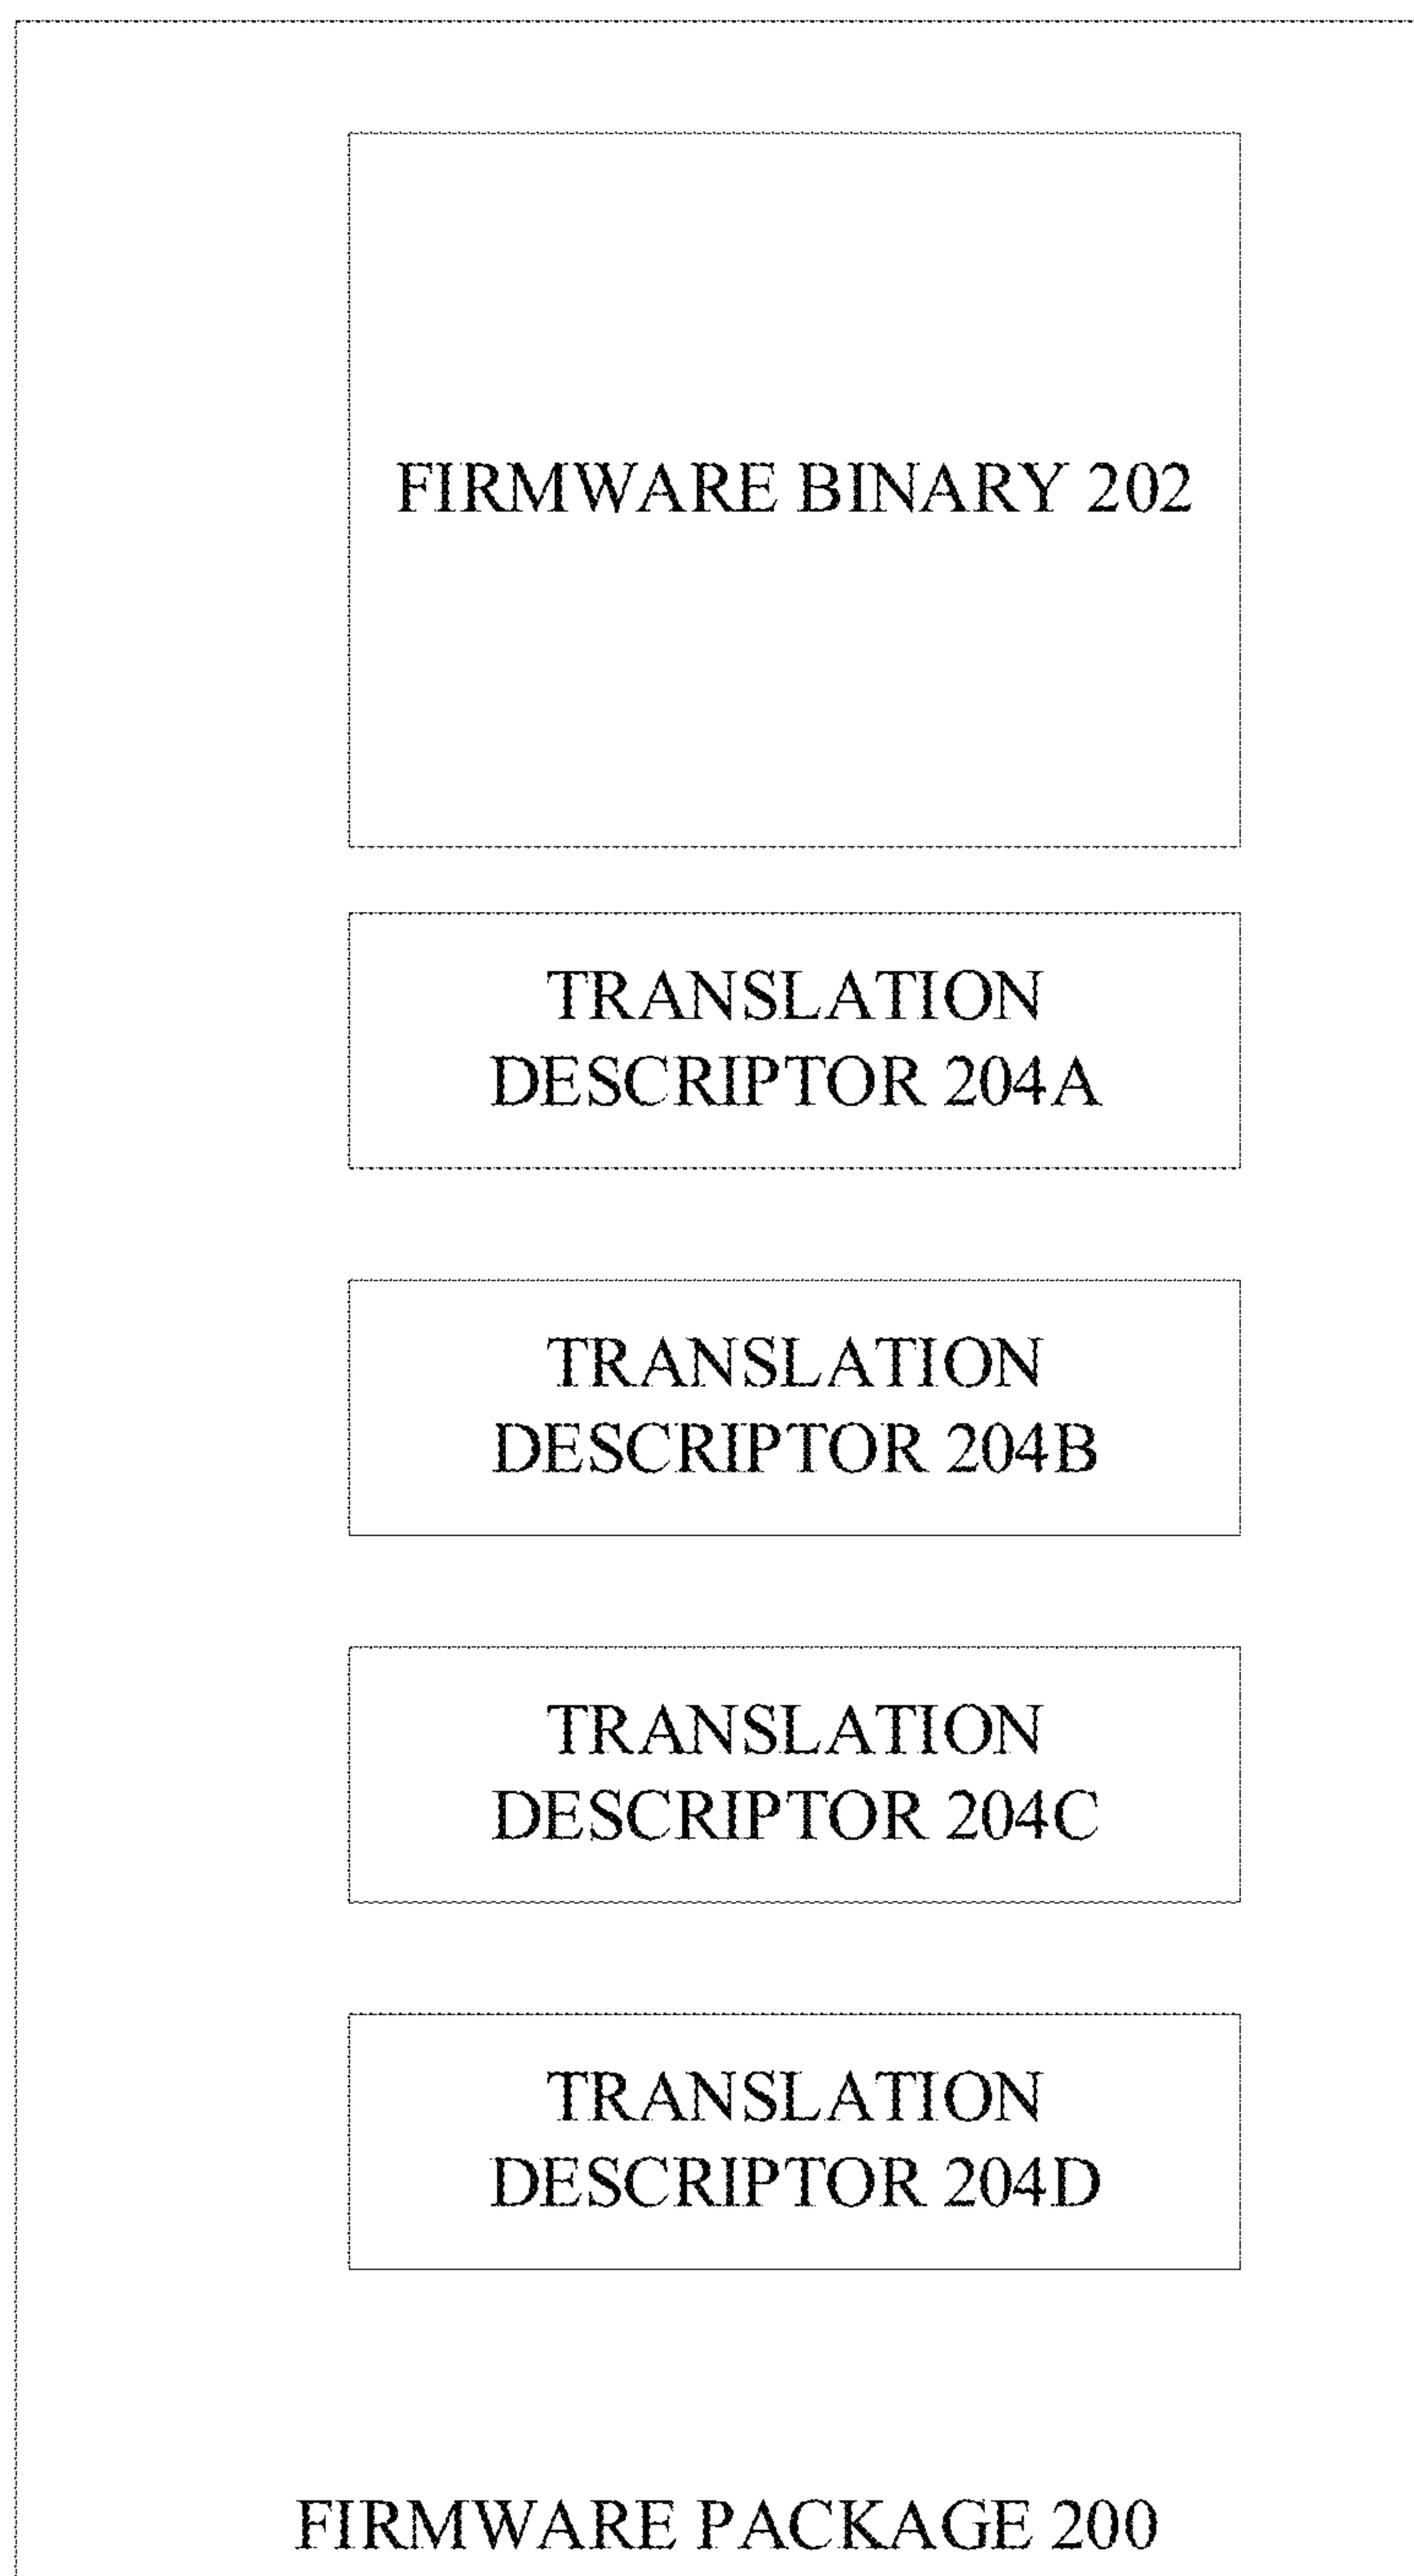 FIRMWARE BINARY 202
TRANSLATION
DESCRIPTOR 204A
TRANSLATION
DESCRIPTOR 204B
TRANSLATION
DESCRIPTOR 204C
TRANSLATION
DESCRIPTOR 204D
FIRMWARE PACKAGE 200